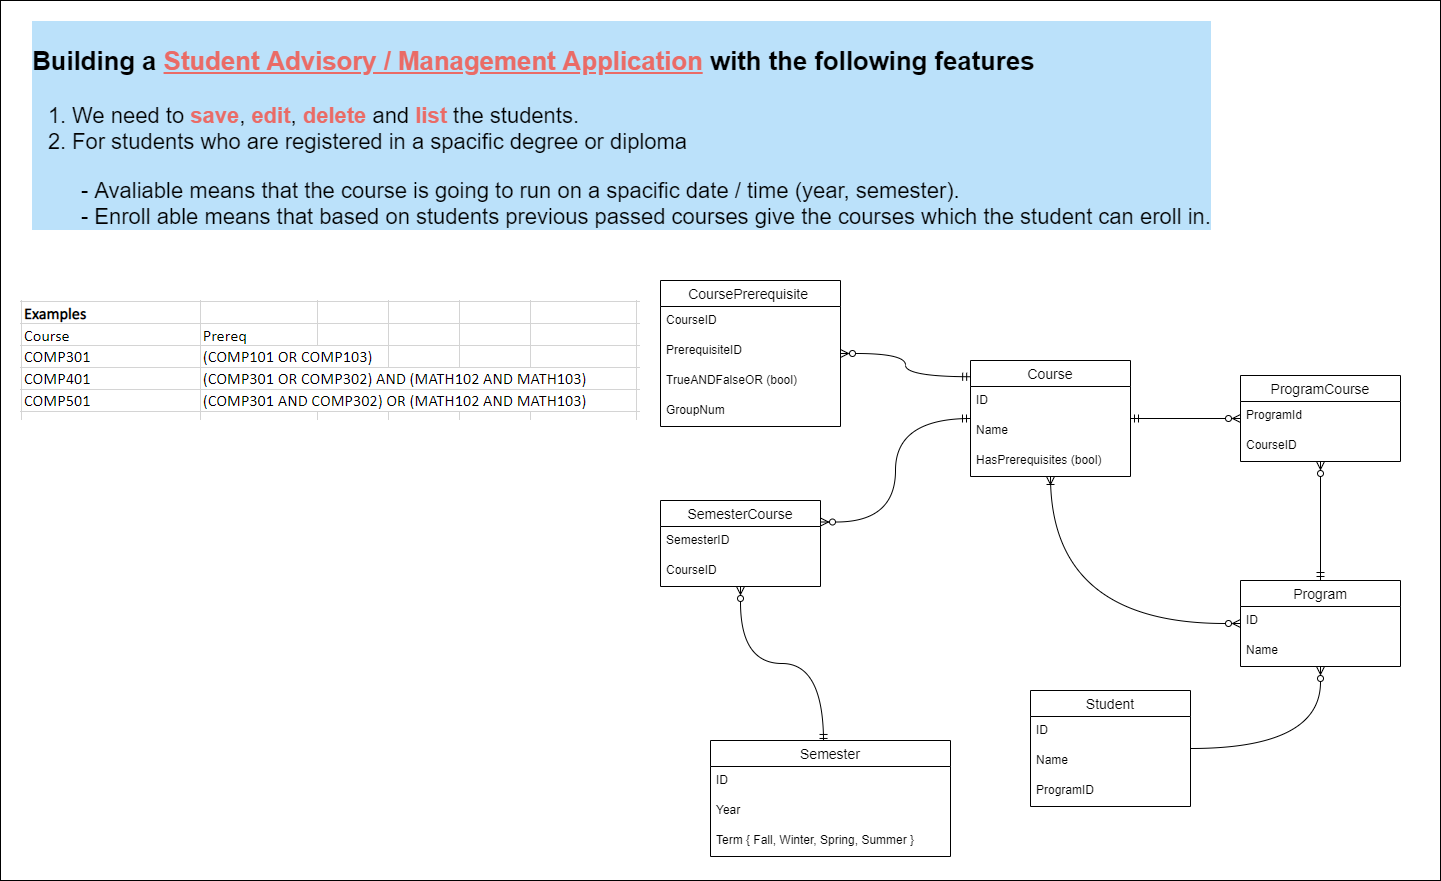 Building a Student Advisory / Management Application with the following features
1. We need to save, edit, delete and list the students.
2. For students who are registered in a spacific degree or diploma
- Avaliable means that the course is going to run on a spacific date / time (year, semester).
- Enroll able means that based on students previous passed courses give the courses which the student can eroll in.
Examples
Course Prereq
COMP301 (COMP101 OR COMP103)
COMP401 (COMP301 OR COMP302) AND (MATH102 AND MATH103)
COMP501 (COMP301 AND COMP302) OR (MATH102 AND MATH103)
CoursePrerequisite
CourseID
PrerequisiteID
TrueANDFalseOR (bool)
GroupNum
Course
ID
Name
HasPrerequisites (bool)
ProgramCourse
ProgramId
CourseID
SemesterCourse
SemesterID
CourseID
Program
ID
Name
Student
ID
Name
ProgramID
Semester
ID
Year
Term { Fall, Winter, Spring, Summer }